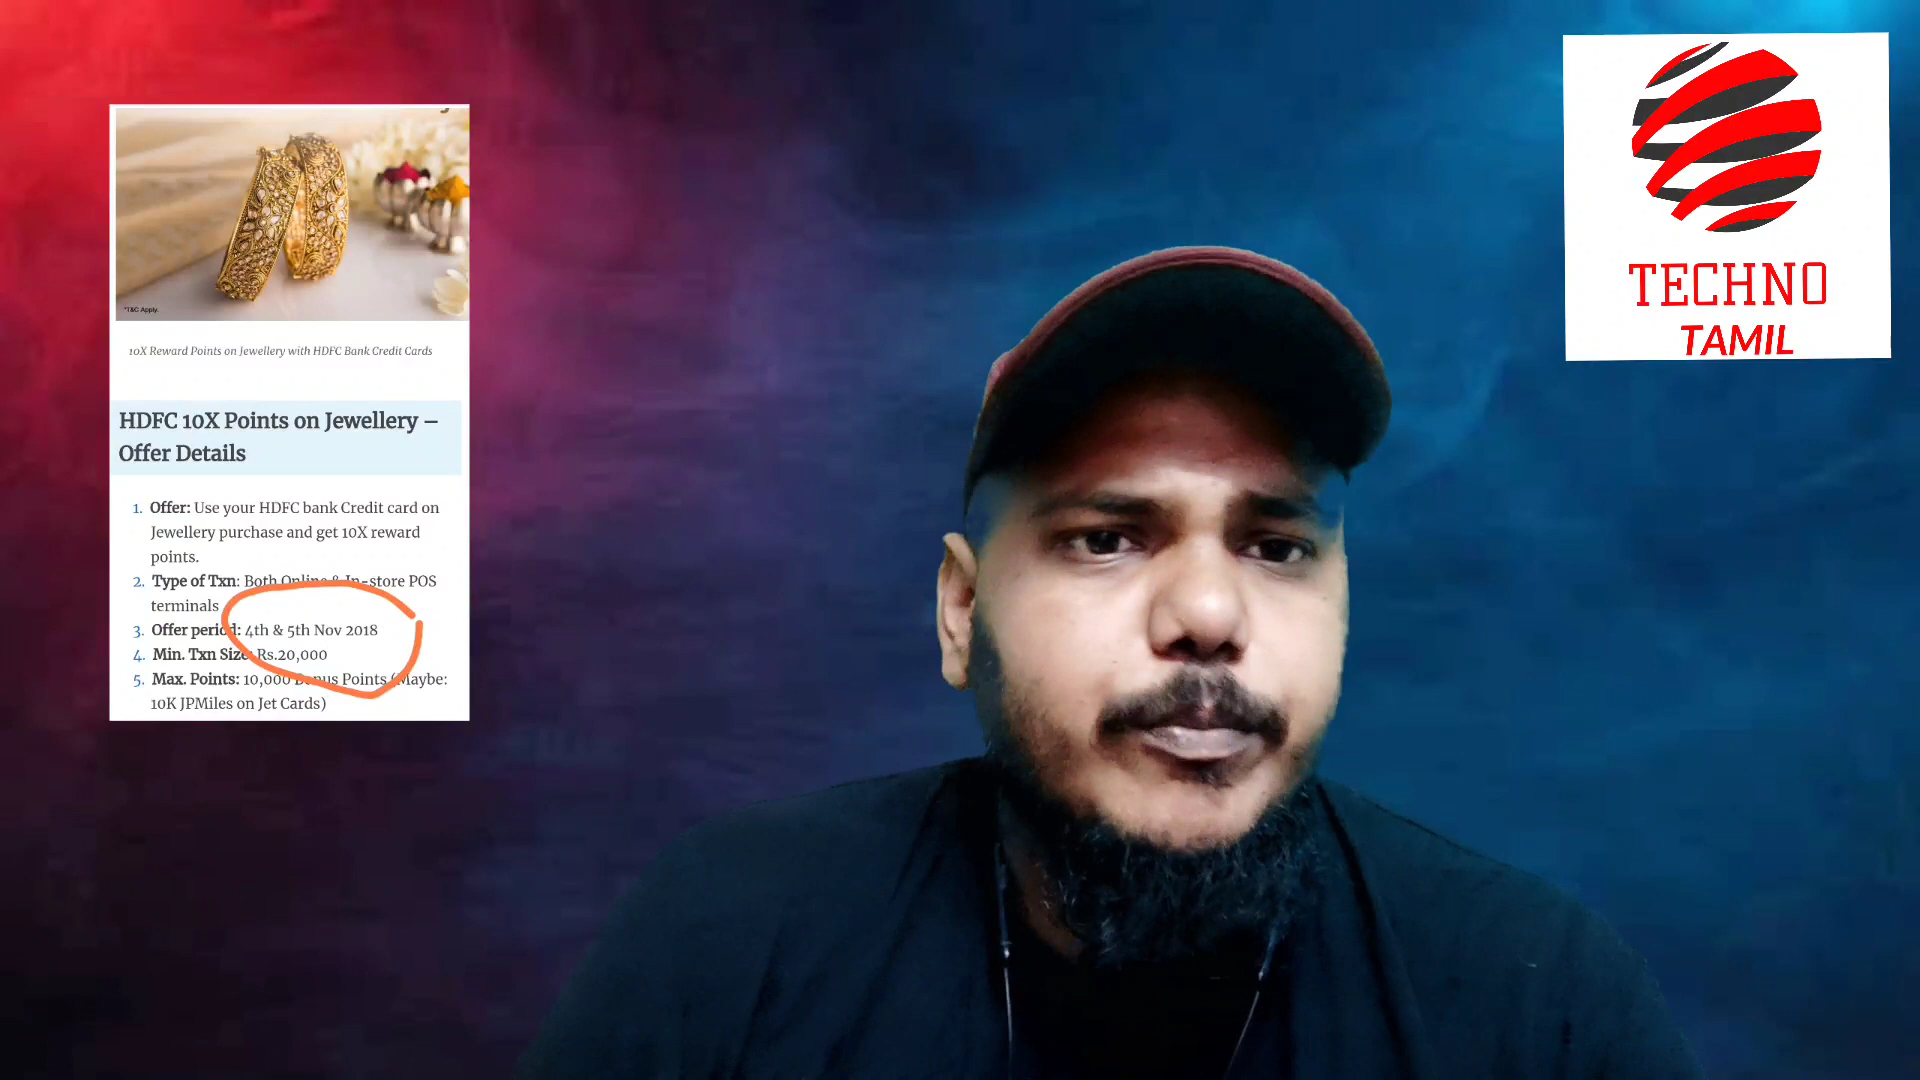 *T&C Apply.
10X Reward Points on Jewellery with HDFC Bank Credit Cards
HDFC 10X Points on Jewellery –
Offer Details
1. Offer: Use your HDFC bank Credit card on
Jewellery purchase and get 10X reward
points.
2. Type of Txn: Both Online & In-store POS
terminals
3. Offer period: 4th & 5th Nov 2018
4. Min. Txn Size: Rs.20,000
5. Max. Points: 10,000 Bonus Points (Maybe:
10K JPMiles on Jet Cards)
TECHNO
TAMIL